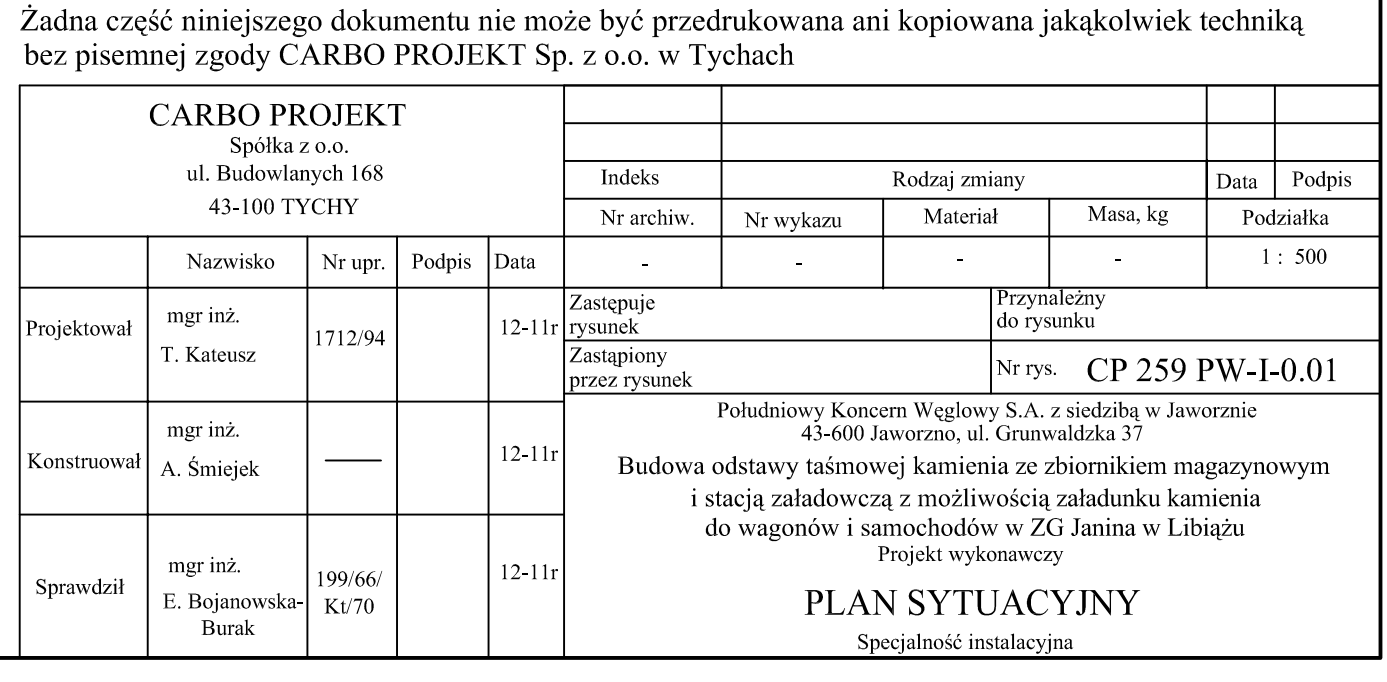 Żadna część niniejszego dokumentu nie może być przedrukowana ani kopiowana jakąkolwiek techniką
bez pisemnej zgody CARBO PROJEKT Sp. z o.o. w Tychach
CARBO PROJEKT
Spółka z o.o.
ul. Budowlanych 168
43-100 TYCHY
Indeks Rodzaj zmiany Data Podpis
Nr archiw. Nr wykazu Materiał Masa, kg Podziałka
- - - - 1 : 500
Nazwisko Nr upr. Podpis Data
Projektował mgr inż. 1712/94 12-11r
T. Kateusz
Konstruował mgr inż. —— 12-11r
A. Śmiejek
Sprawdził mgr inż. 199/66/ 12-11r
E. Bojanowska- Kt/70
Burak
Zastępuje
rysunek
Przynależny
do rysunku
Zastąpiony
przez rysunek
Nr rys. CP 259 PW-I-0.01
Południowy Koncern Węglowy S.A. z siedzibą w Jaworznie
43-600 Jaworzno, ul. Grunwaldzka 37
Budowa odstawy taśmowej kamienia ze zbiornikiem magazynowym
i stacją załadowczą z możliwością załadunku kamienia
do wagonów i samochodów w ZG Janina w Libiążu
Projekt wykonawczy
PLAN SYTUACYJNY
Specjalność instalacyjna